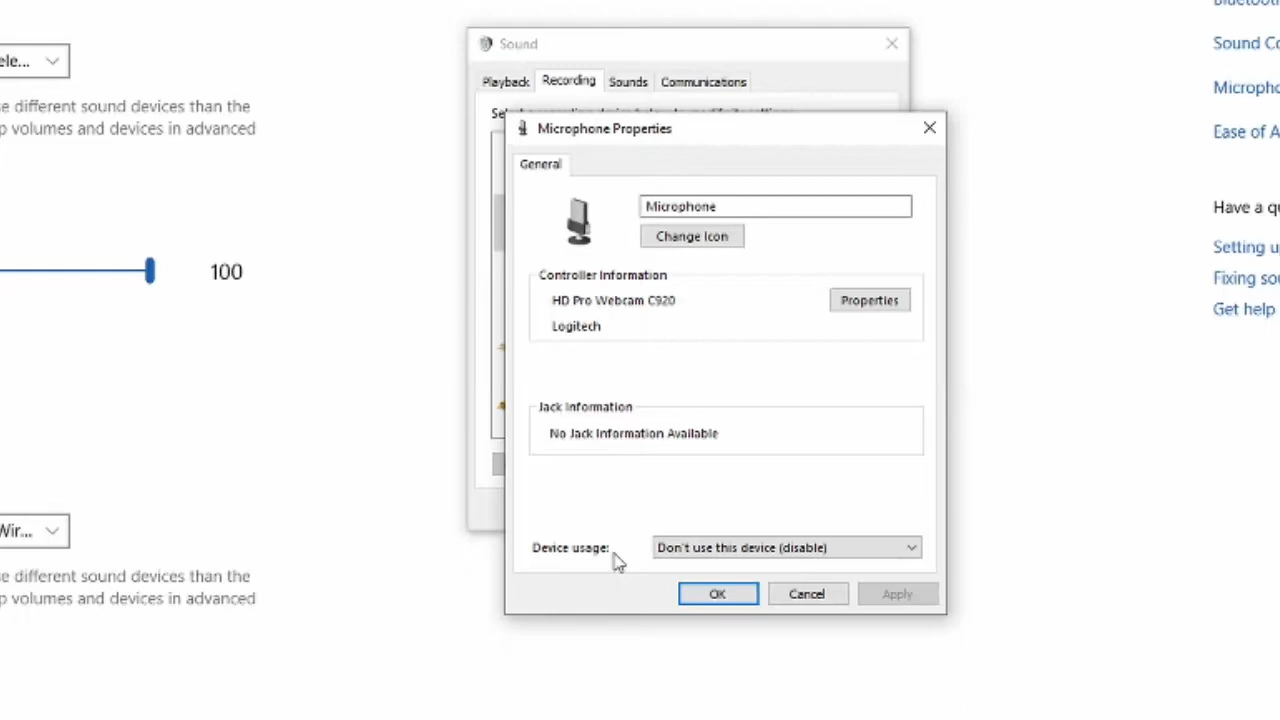 ele...
e different sound devices than the
p volumes and devices in advanced
100
Wir...
e different sound devices than the
p volumes and devices in advanced
Sound
Playback Recording Sounds Communications
Microphone Properties
General
Microphone
Change Icon
Controller Information
HD Pro Webcam C920
Properties
Logitech
Jack Information
No Jack Information Available
Device usage:
Don't use this device (disable)
OK Cancel Apply
Sound Co
Micropho
Ease of A
Have a qu
Setting u
Fixing sou
Get help